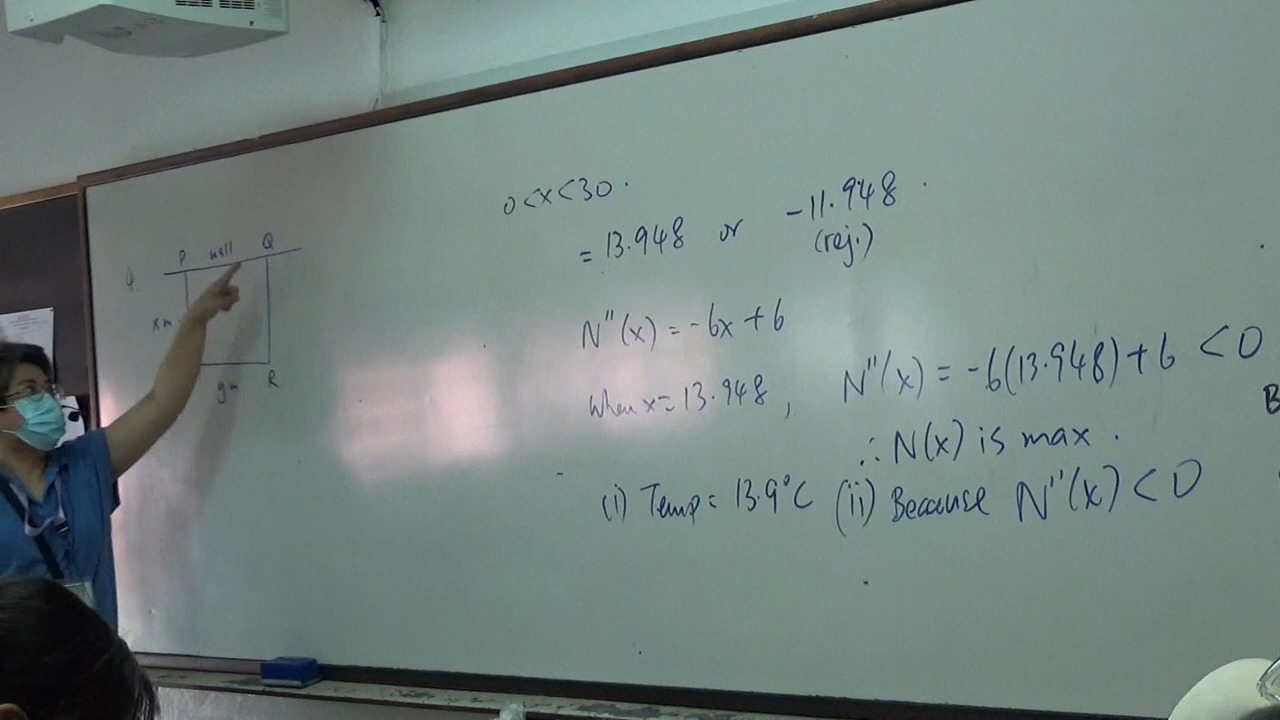 4.
P wall Q
x m
y m R
0 < x < 30.
= 13.948 or -11.948.
(rej.)
N''(x) = -6x + 6
When x = 13.948, N''(x) = -6(13.948) + 6 < 0
∴ N(x) is max.
(i) Temp = 13.9°C (ii) Because N''(x) < 0
B